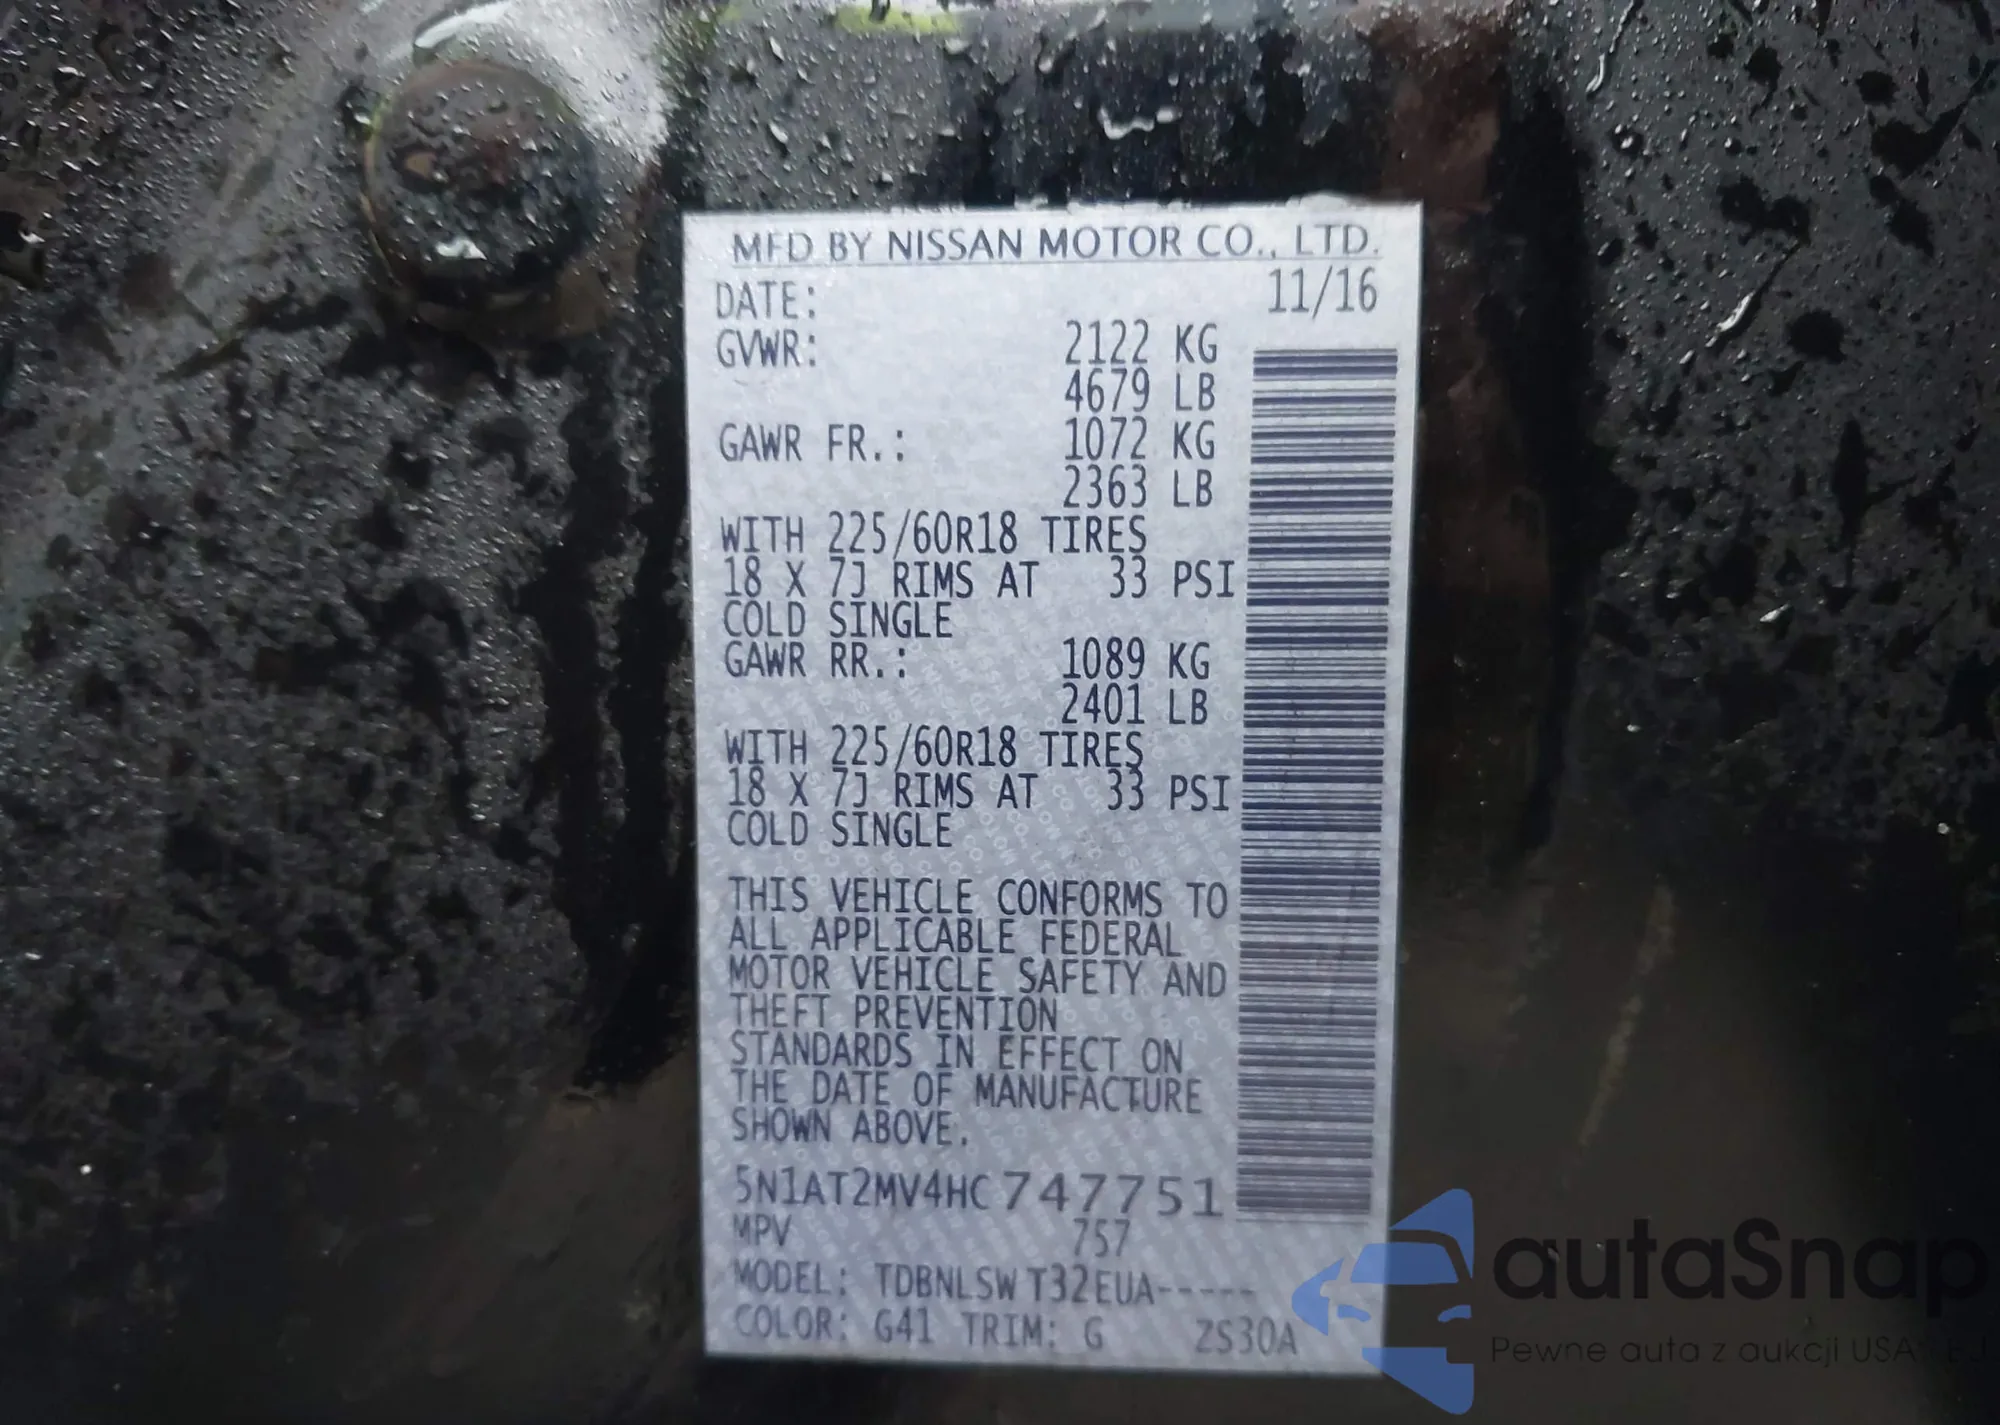 MFD BY NISSAN MOTOR CO., LTD.
DATE: 11/16
GVWR: 2122 KG
4679 LB
GAWR FR.: 1072 KG
2363 LB
WITH 225/60R18 TIRES
18 X 7J RIMS AT 33 PSI
COLD SINGLE
GAWR RR.: 1089 KG
2401 LB
WITH 225/60R18 TIRES
18 X 7J RIMS AT 33 PSI
COLD SINGLE
THIS VEHICLE CONFORMS TO
ALL APPLICABLE FEDERAL
MOTOR VEHICLE SAFETY AND
THEFT PREVENTION
STANDARDS IN EFFECT ON
THE DATE OF MANUFACTURE
SHOWN ABOVE.
5N1AT2MV4HC747751
MPV 757
MODEL: TDBNLSW T32EUA-----
COLOR: G41 TRIM: G ZS30A
autaSnap
Pewne auta z aukcji USA